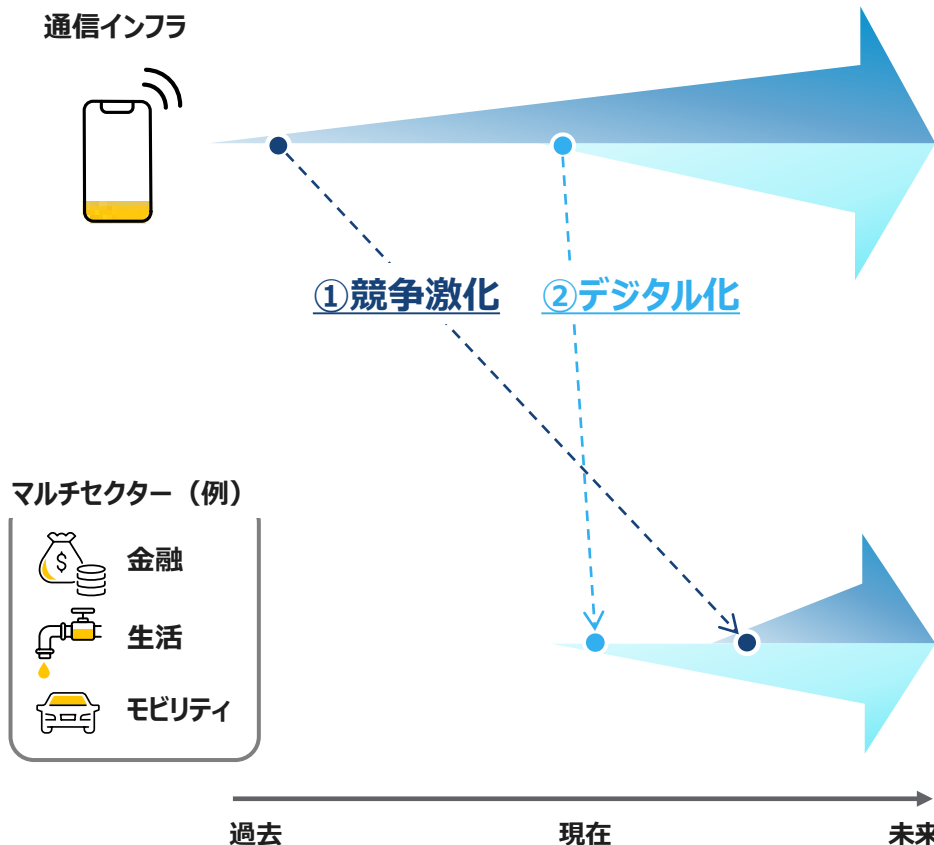 通信インフラ
①競争激化
②デジタル化
マルチセクター（例）
$
金融
生活
モビリティ
過去
現在
未来